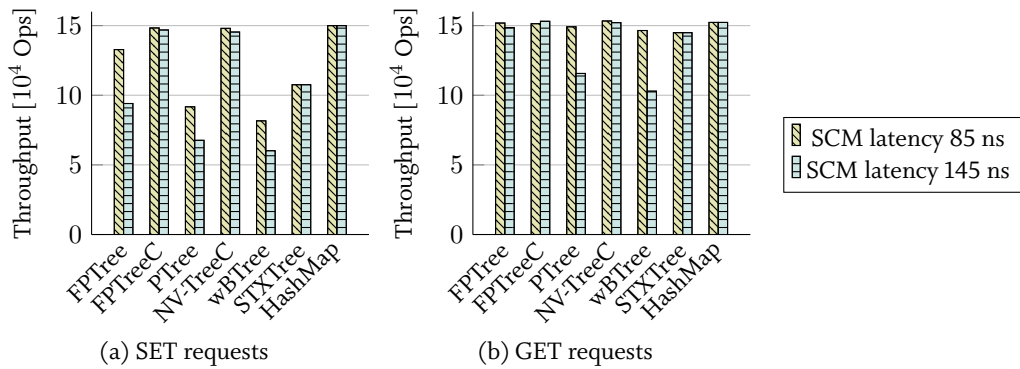 Throughput [10⁴ Ops]
15
10
5
0
FPTree
FPTreeC
PTree
NV-TreeC
wBTree
STXTree
HashMap
(a) SET requests
Throughput [10⁴ Ops]
15
10
5
0
FPTree
FPTreeC
PTree
NV-TreeC
wBTree
STXTree
HashMap
(b) GET requests
SCM latency 85 ns
SCM latency 145 ns